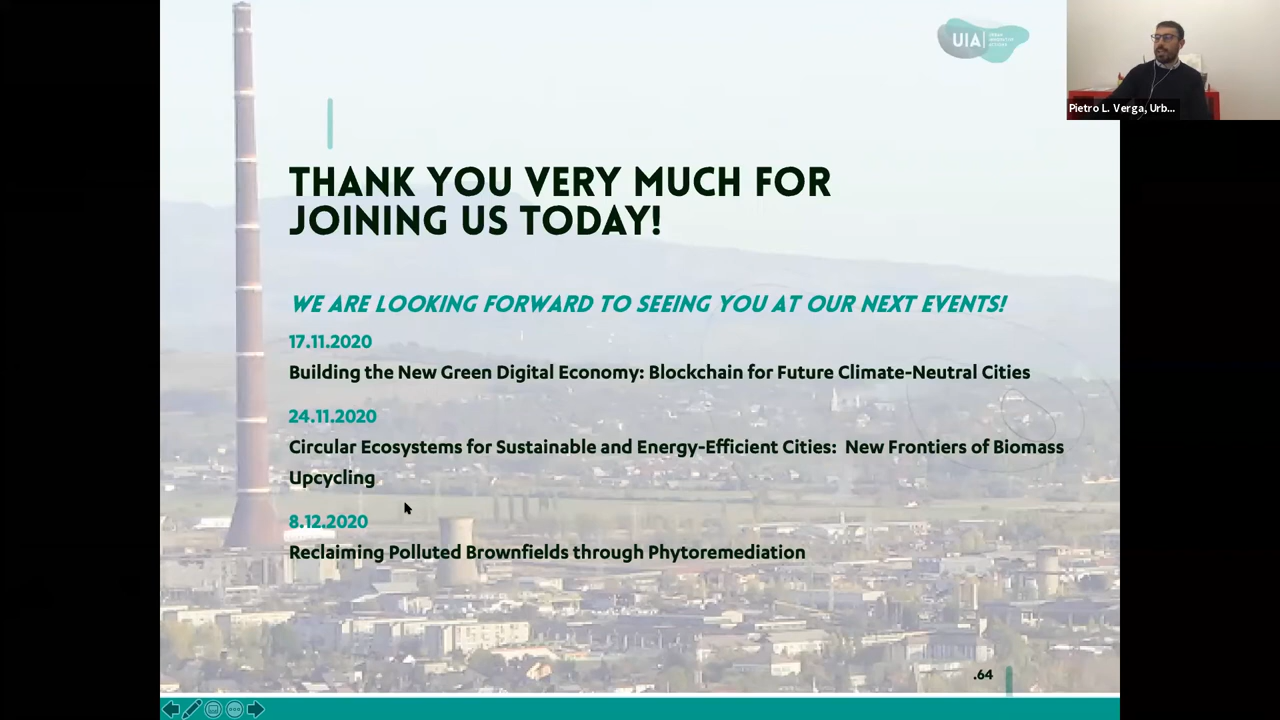 UIA
URBAN
INNOVATIVE
ACTIONS
Pietro L. Verga, Urb...
THANK YOU VERY MUCH FOR
JOINING US TODAY!
WE ARE LOOKING FORWARD TO SEEING YOU AT OUR NEXT EVENTS!
17.11.2020
Building the New Green Digital Economy: Blockchain for Future Climate-Neutral Cities
24.11.2020
Circular Ecosystems for Sustainable and Energy-Efficient Cities:  New Frontiers of Biomass
Upcycling
8.12.2020
Reclaiming Polluted Brownfields through Phytoremediation
.64